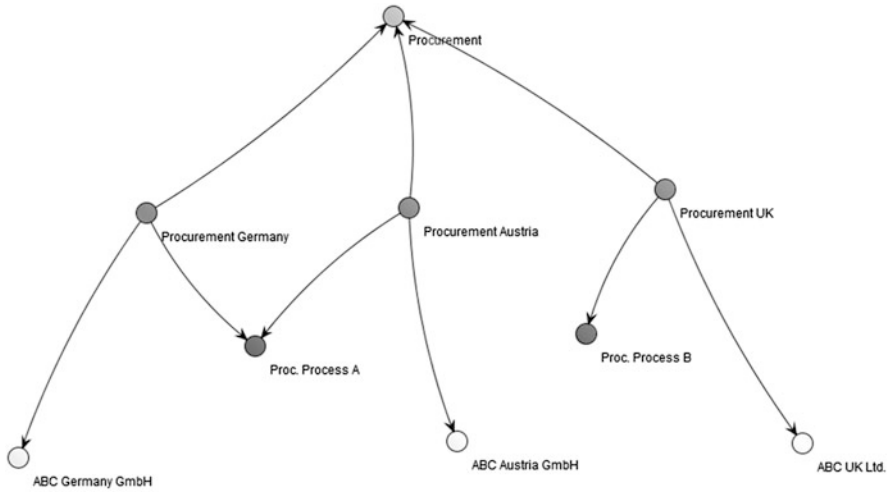 Procurement
Procurement Germany
Procurement Austria
Procurement UK
Proc. Process A
Proc. Process B
ABC Germany GmbH
ABC Austria GmbH
ABC UK Ltd.